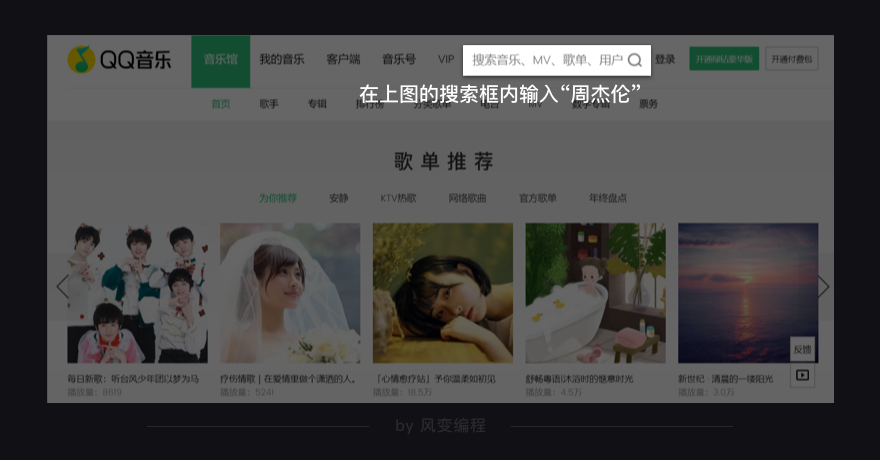 QQ音乐 音乐馆 我的音乐 客户端 音乐号 VIP 搜索音乐、MV、歌单、用户 登录 开通绿钻豪华版 开通付费包
在上图的搜索框内输入“周杰伦”
首页 歌手 专辑 排行榜 分类歌单 电台 MV 数字专辑 票务
歌单推荐
为你推荐 安静 KTV热歌 网络歌曲 官方歌单 年终盘点
反馈
每日新歌：听台风少年团以梦为马 疗伤情歌 | 在爱情里做个潇洒的人。 「心情愈疗站」予你温柔如初见 舒畅粤语|沐浴时的惬意时光 新世纪·清晨的一缕阳光
播放量：8619 播放量：5241 播放量：18.5万 播放量：4.5万 播放量：3.0万
by 风变编程